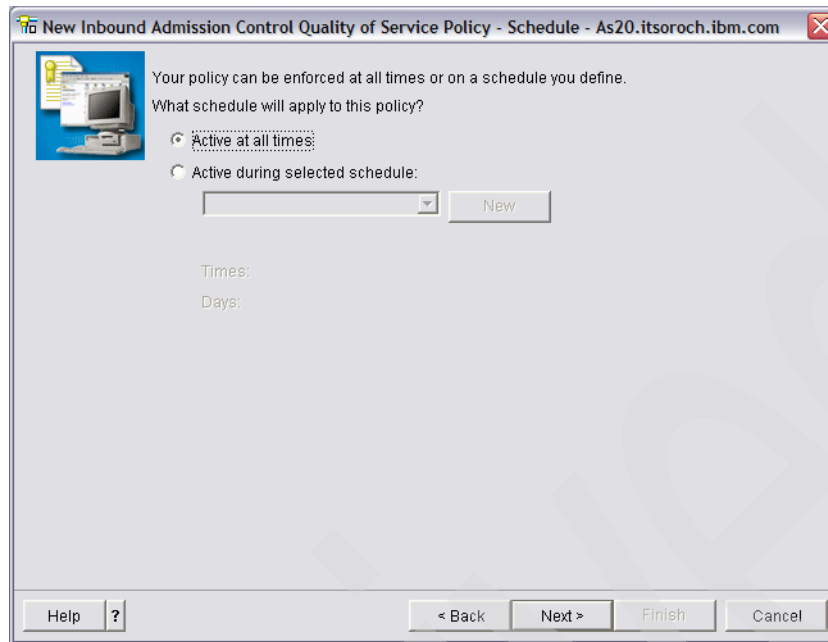 New Inbound Admission Control Quality of Service Policy - Schedule - As20.itsoroch.ibm.com
Your policy can be enforced at all times or on a schedule you define.
What schedule will apply to this policy?
Active at all times
Active during selected schedule:
New
Times:
Days:
Help ? < Back Next > Finish Cancel